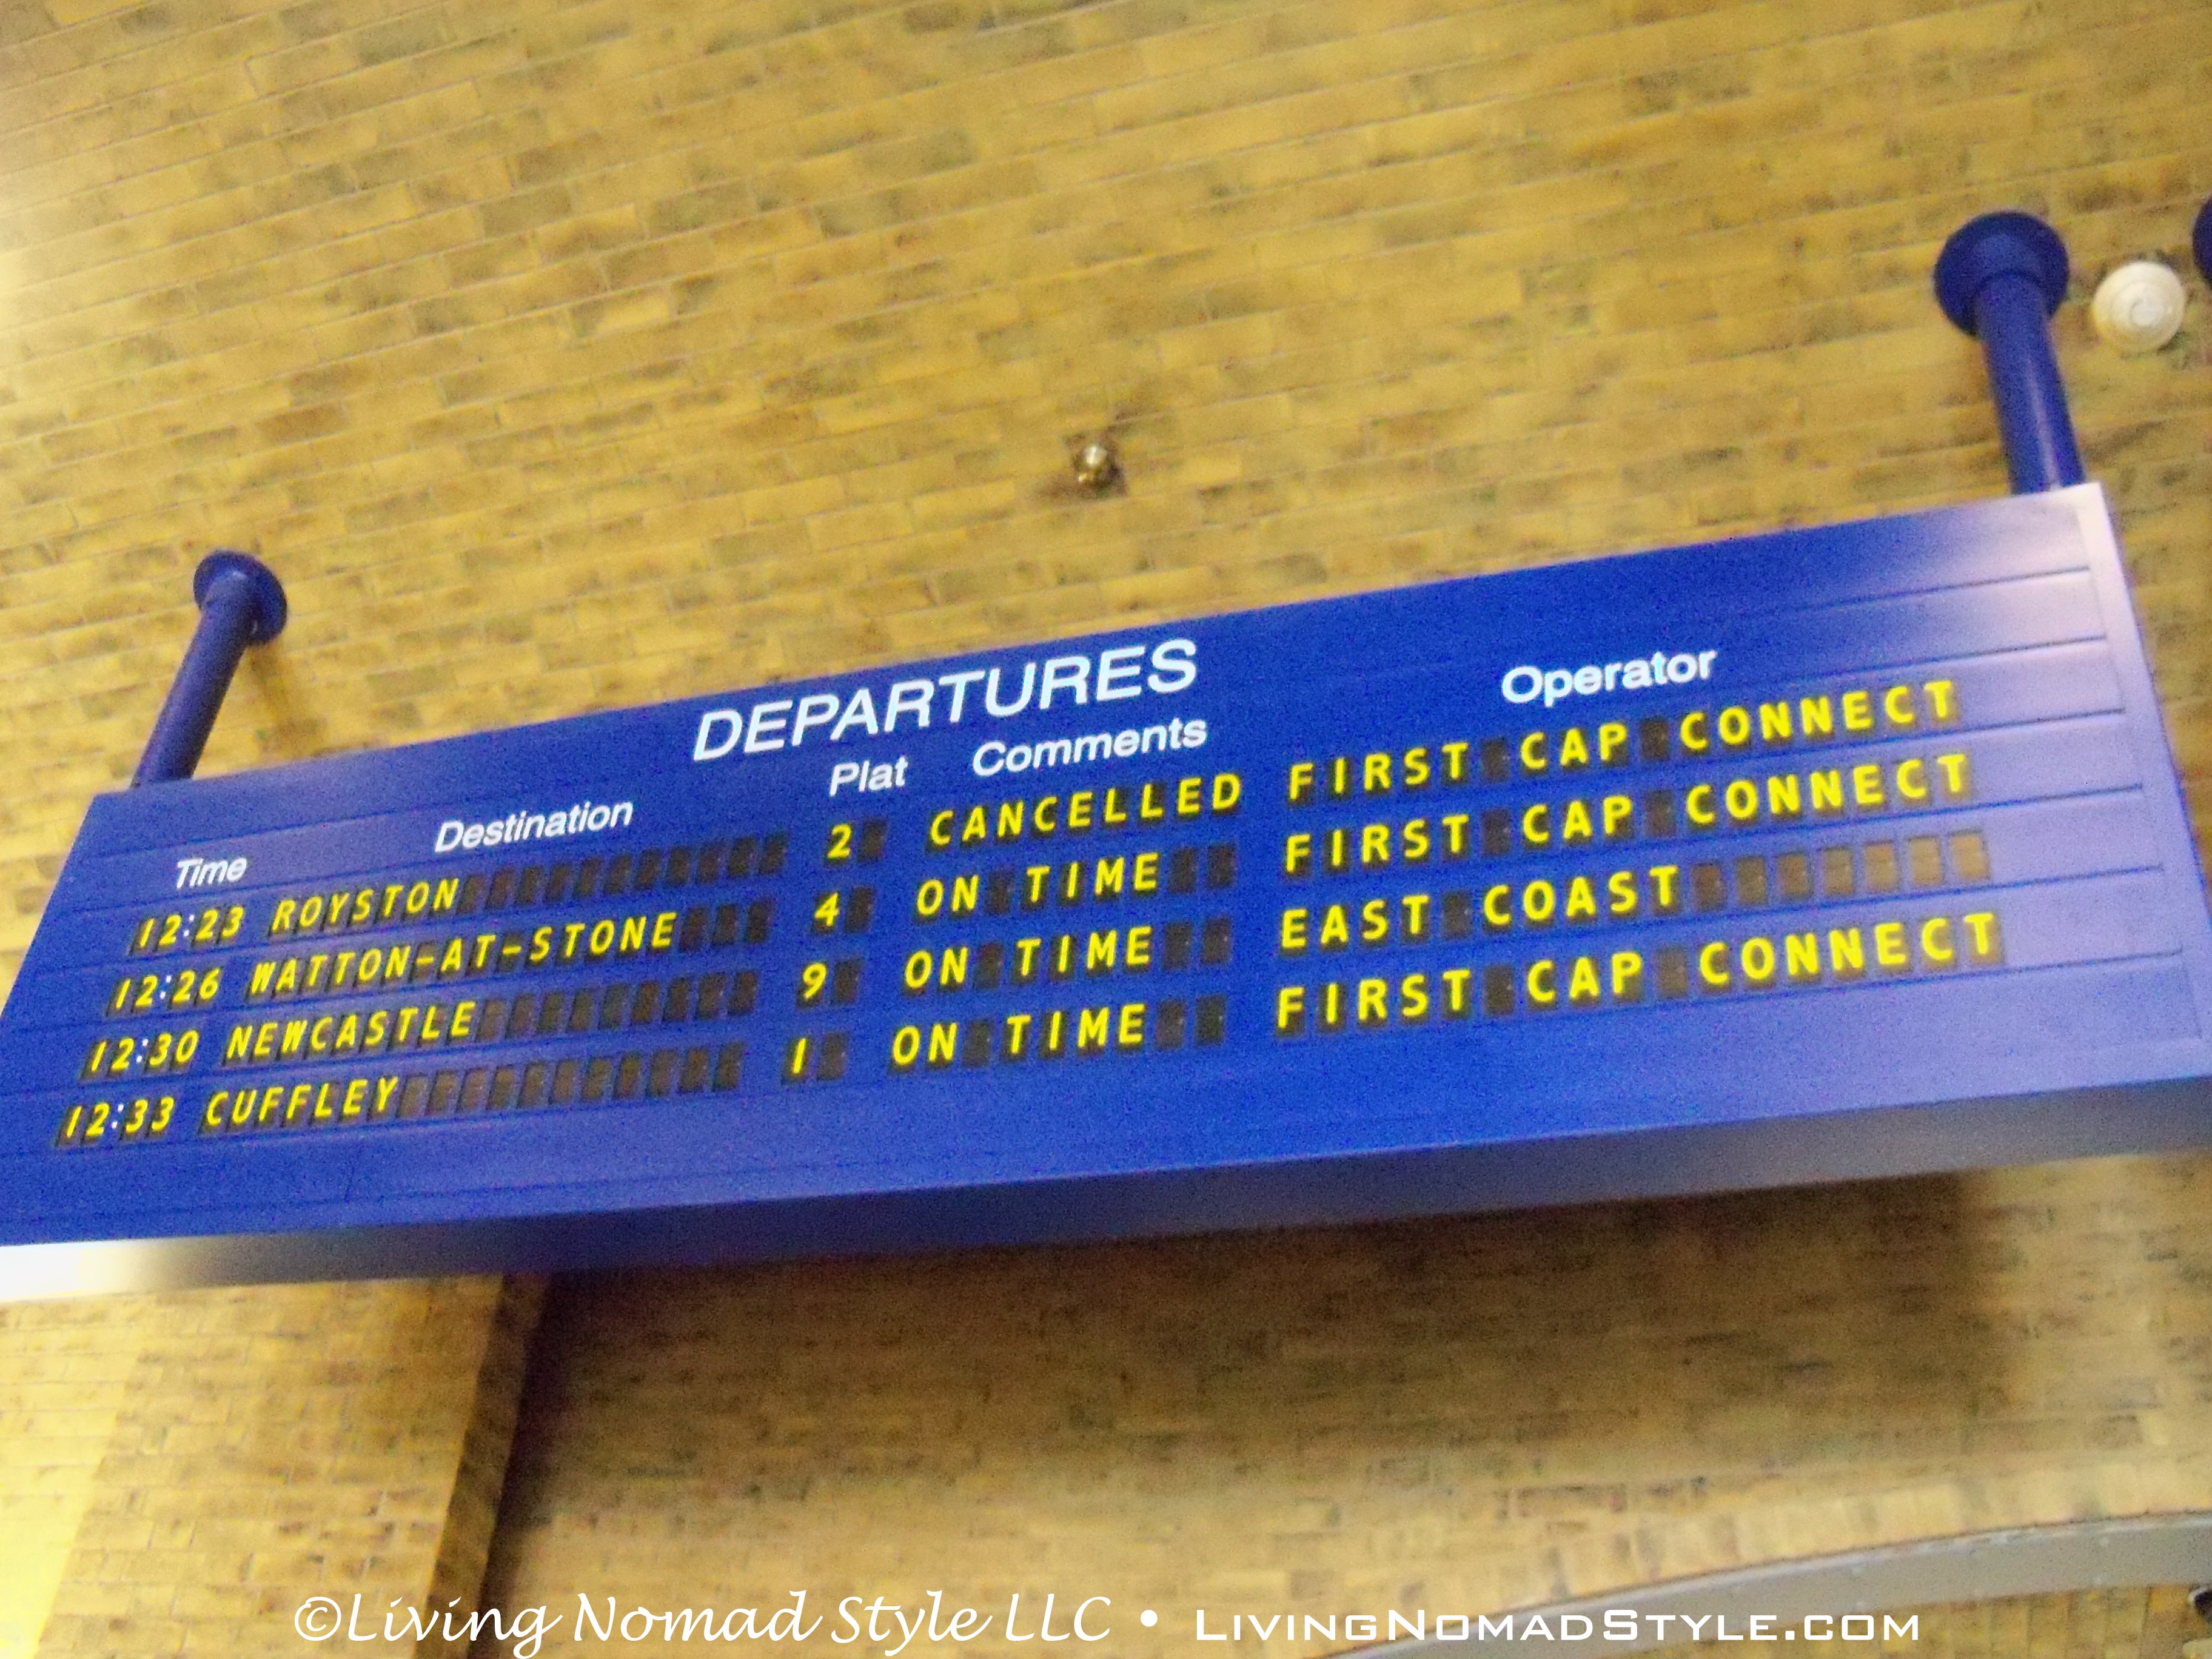 DEPARTURES
Time Destination Plat Comments Operator
12:23 ROYSTON 2 CANCELLED FIRST CAP CONNECT
12:26 WATTON-AT-STONE 4 ON TIME FIRST CAP CONNECT
12:30 NEWCASTLE 9 ON TIME EAST COAST
12:33 CUFFLEY 1 ON TIME FIRST CAP CONNECT
©Living Nomad Style LLC • LIVINGNOMADSTYLE.COM